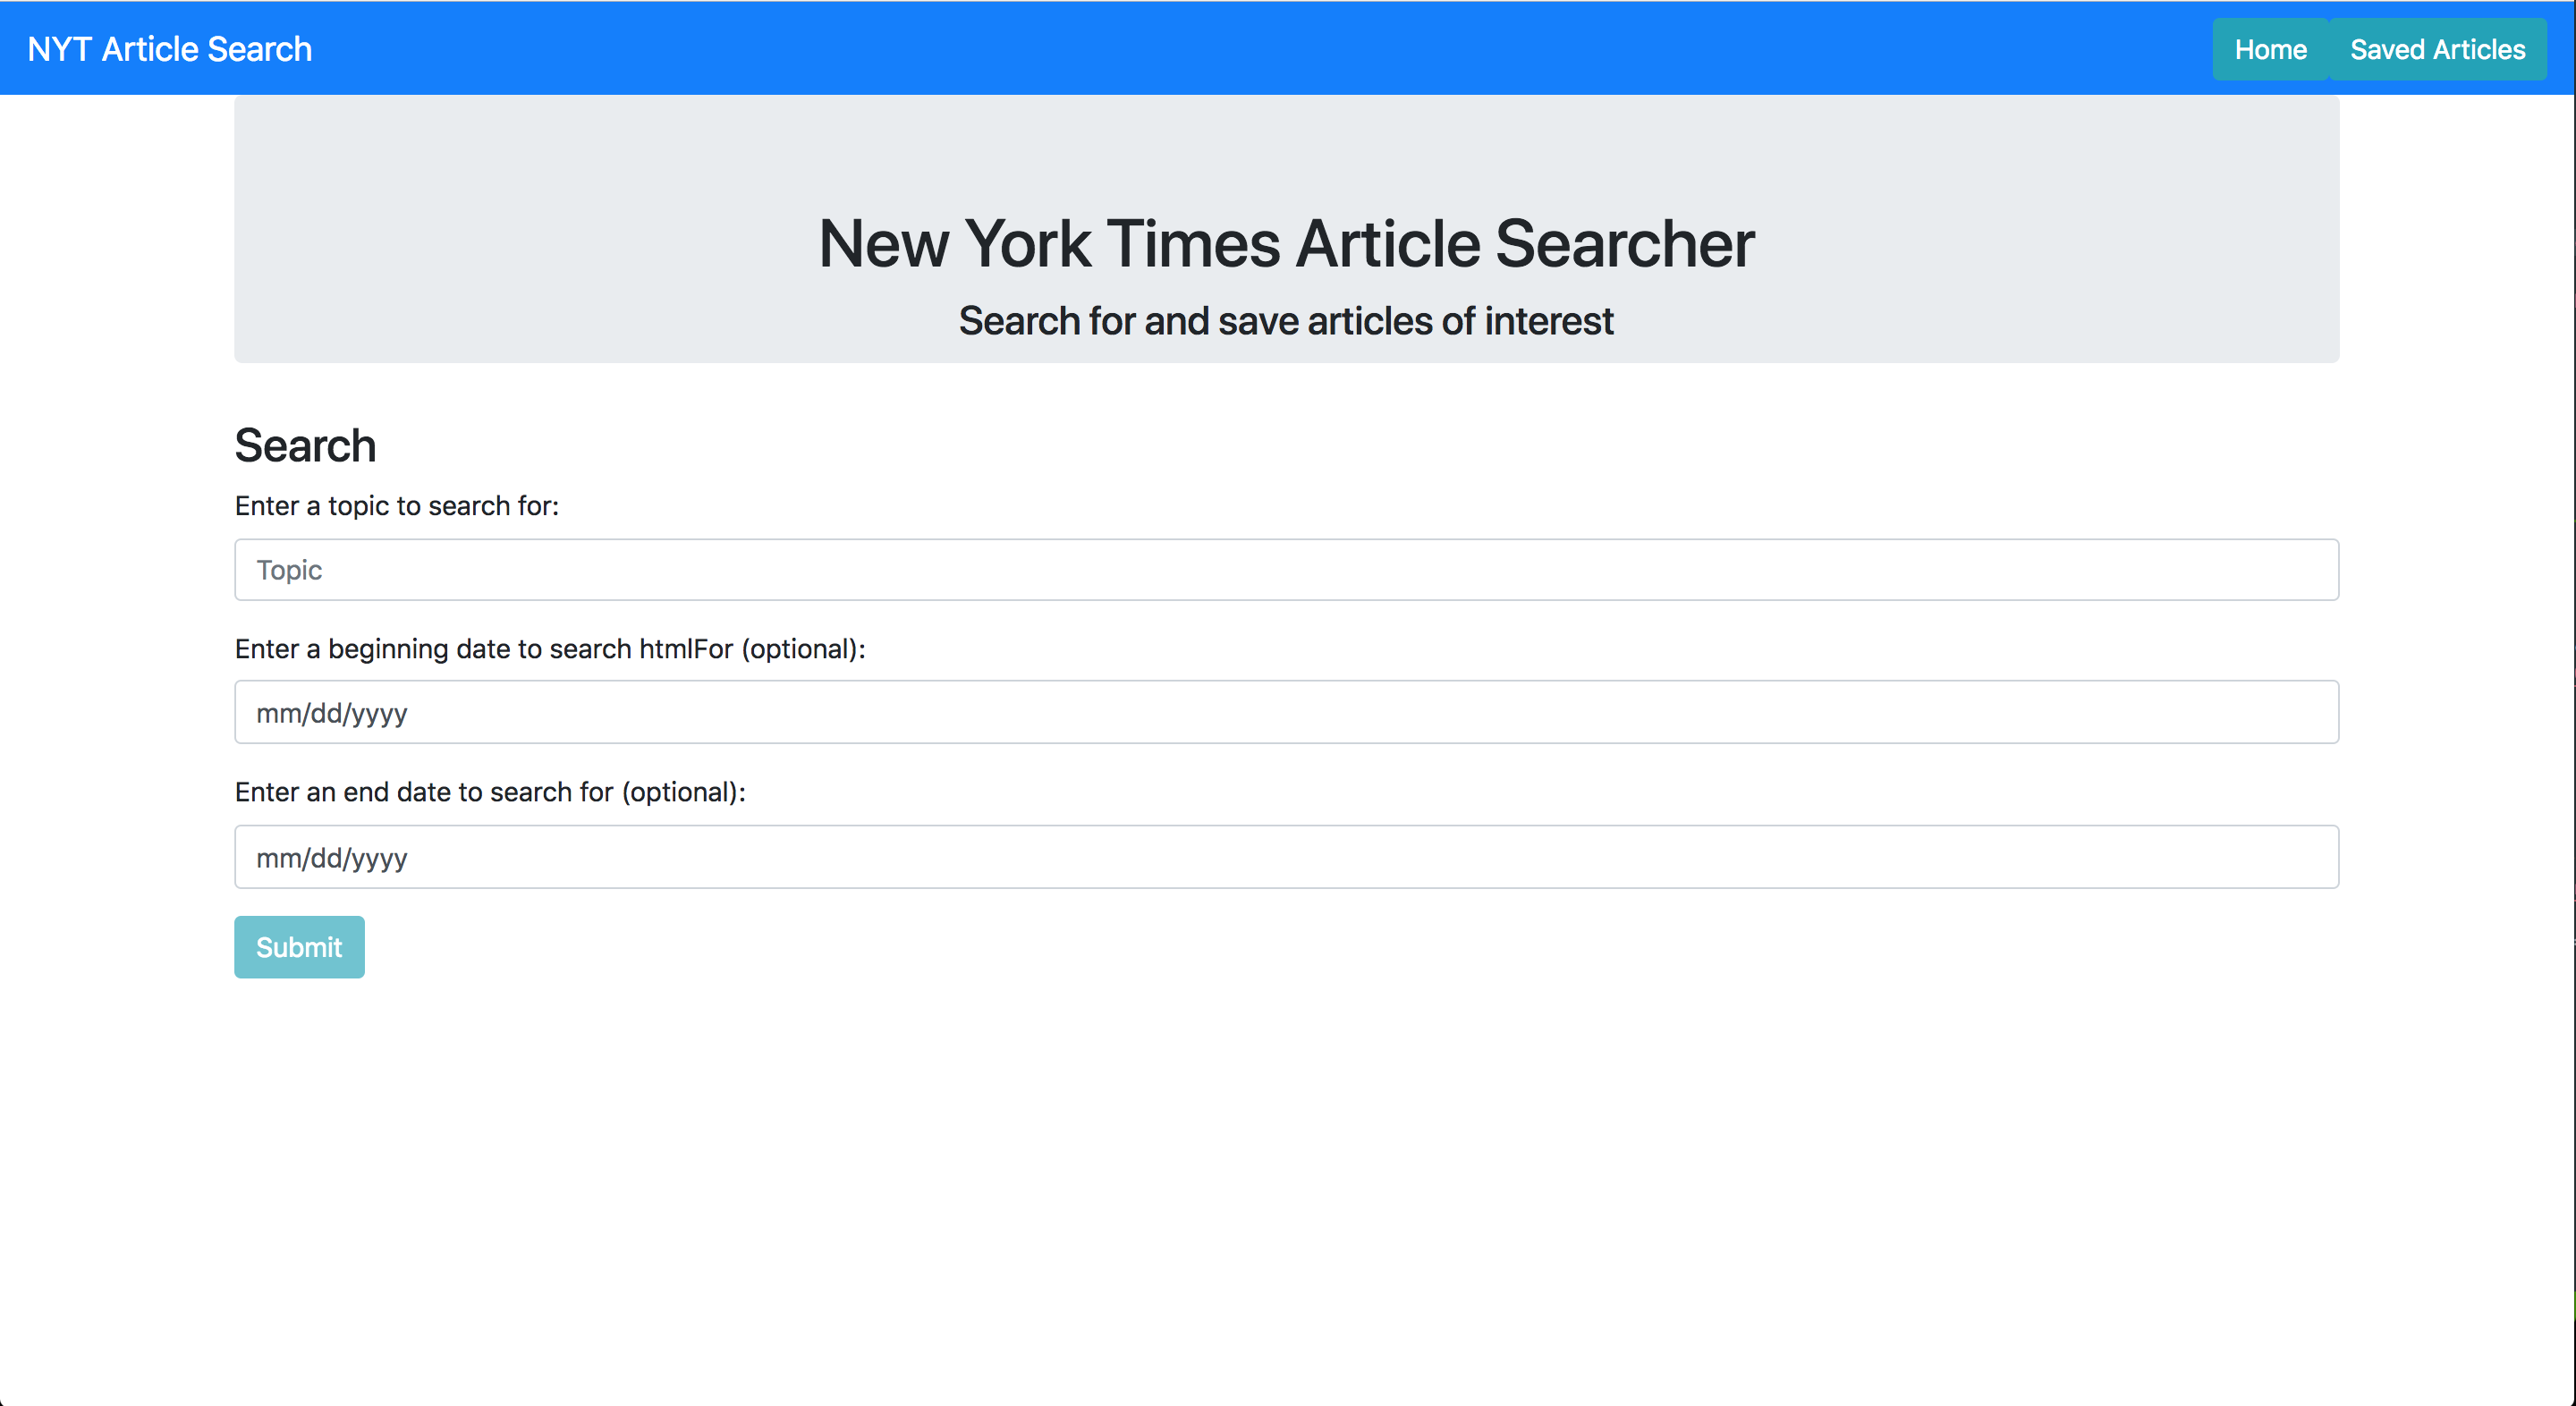 NYT Article Search
Home
Saved Articles
New York Times Article Searcher
Search for and save articles of interest
Search
Enter a topic to search for:
Topic
Enter a beginning date to search htmlFor (optional):
mm/dd/yyyy
Enter an end date to search for (optional):
mm/dd/yyyy
Submit